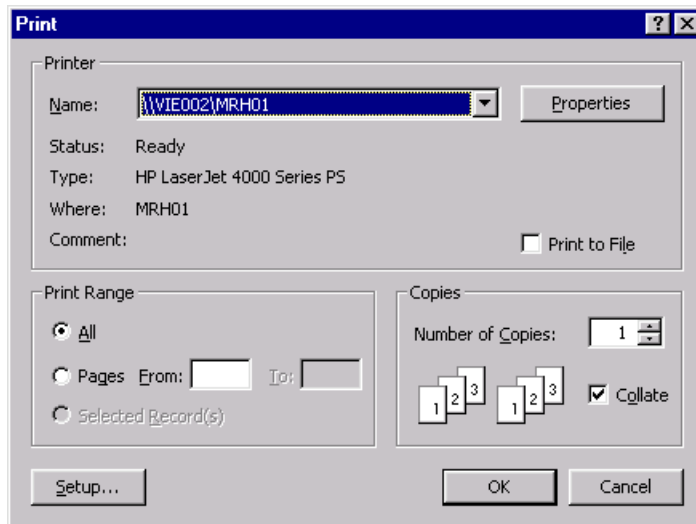 Print
Printer
Name: \\VIE002\MRH01 Properties
Status: Ready
Type: HP LaserJet 4000 Series PS
Where: MRH01
Comment: Print to File
Print Range
All
Pages From: To:
Selected Record(s)
Copies
Number of Copies: 1
1 2 3 1 2 3 Collate
Setup... OK Cancel